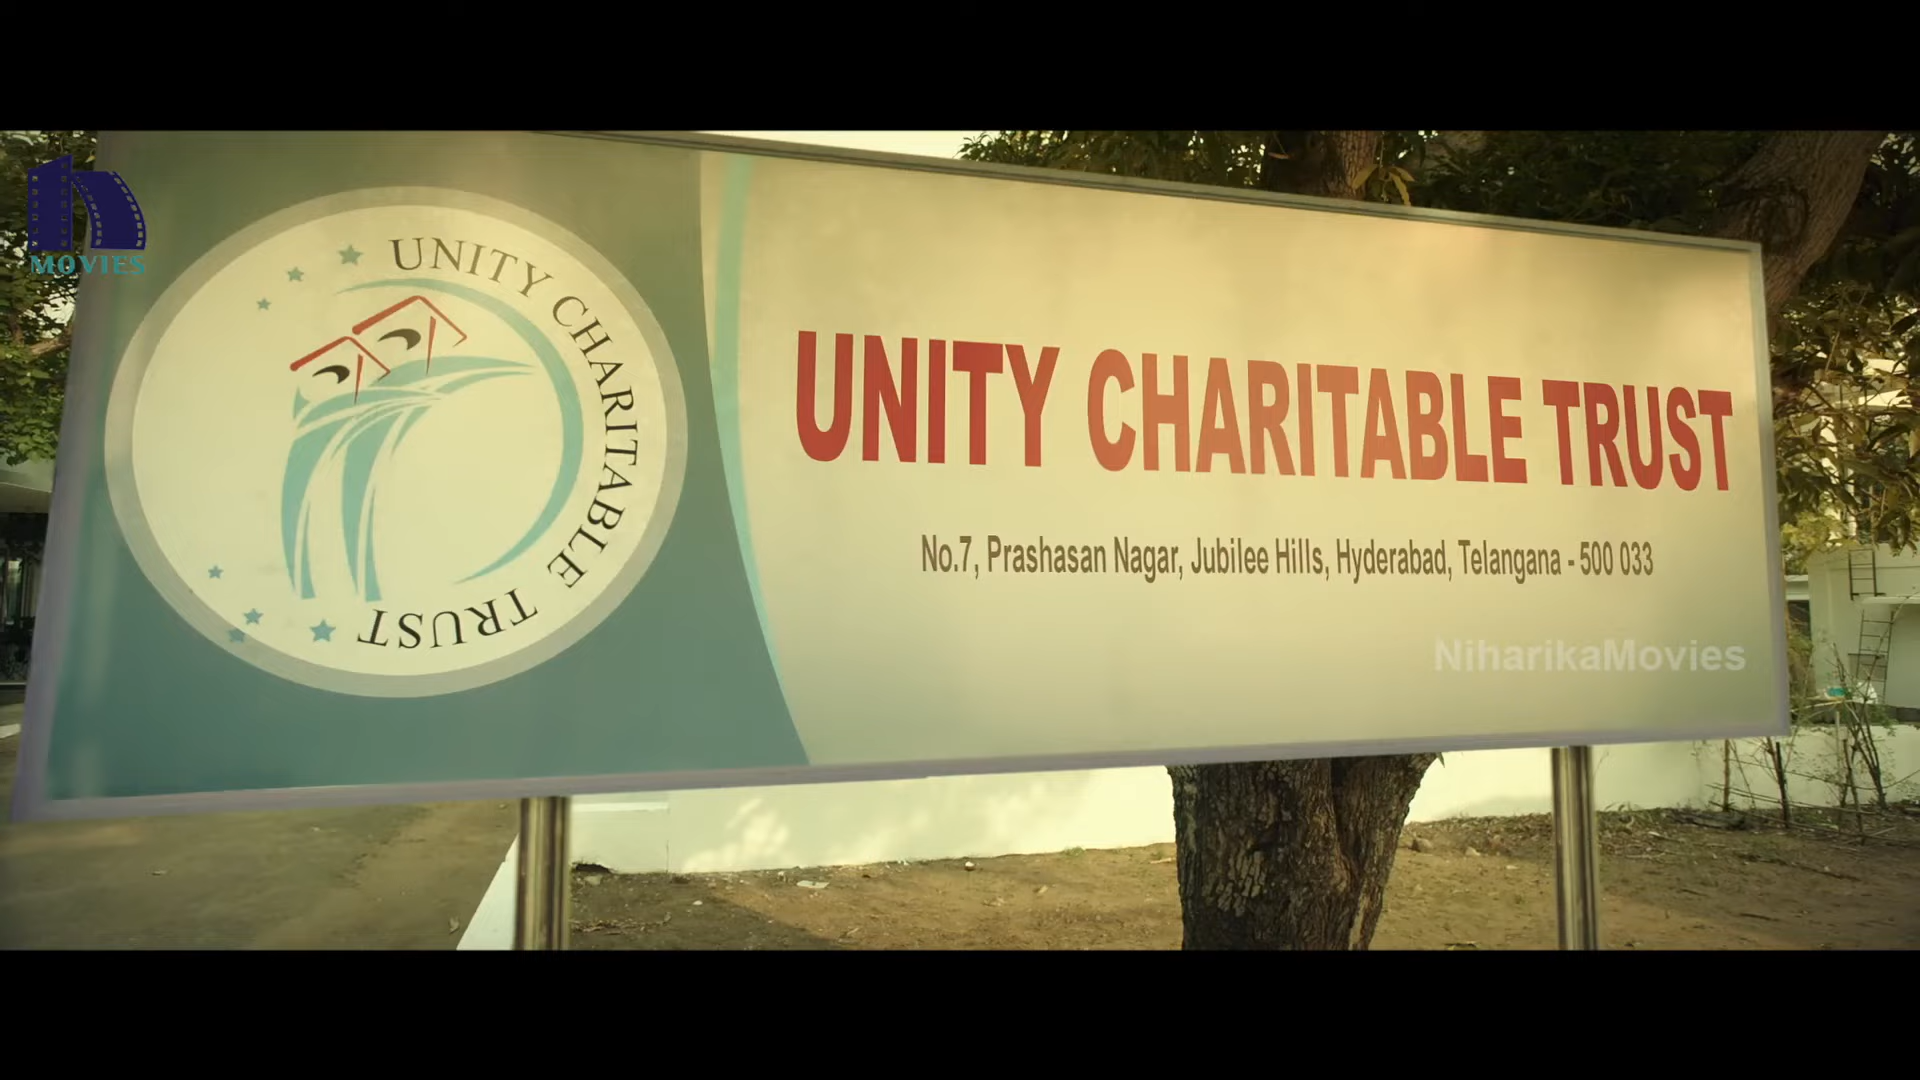 MOVIES
UNITY CHARITABLE TRUST
UNITY CHARITABLE TRUST
No.7, Prashasan Nagar, Jubilee Hills, Hyderabad, Telangana - 500 033
NiharikaMovies